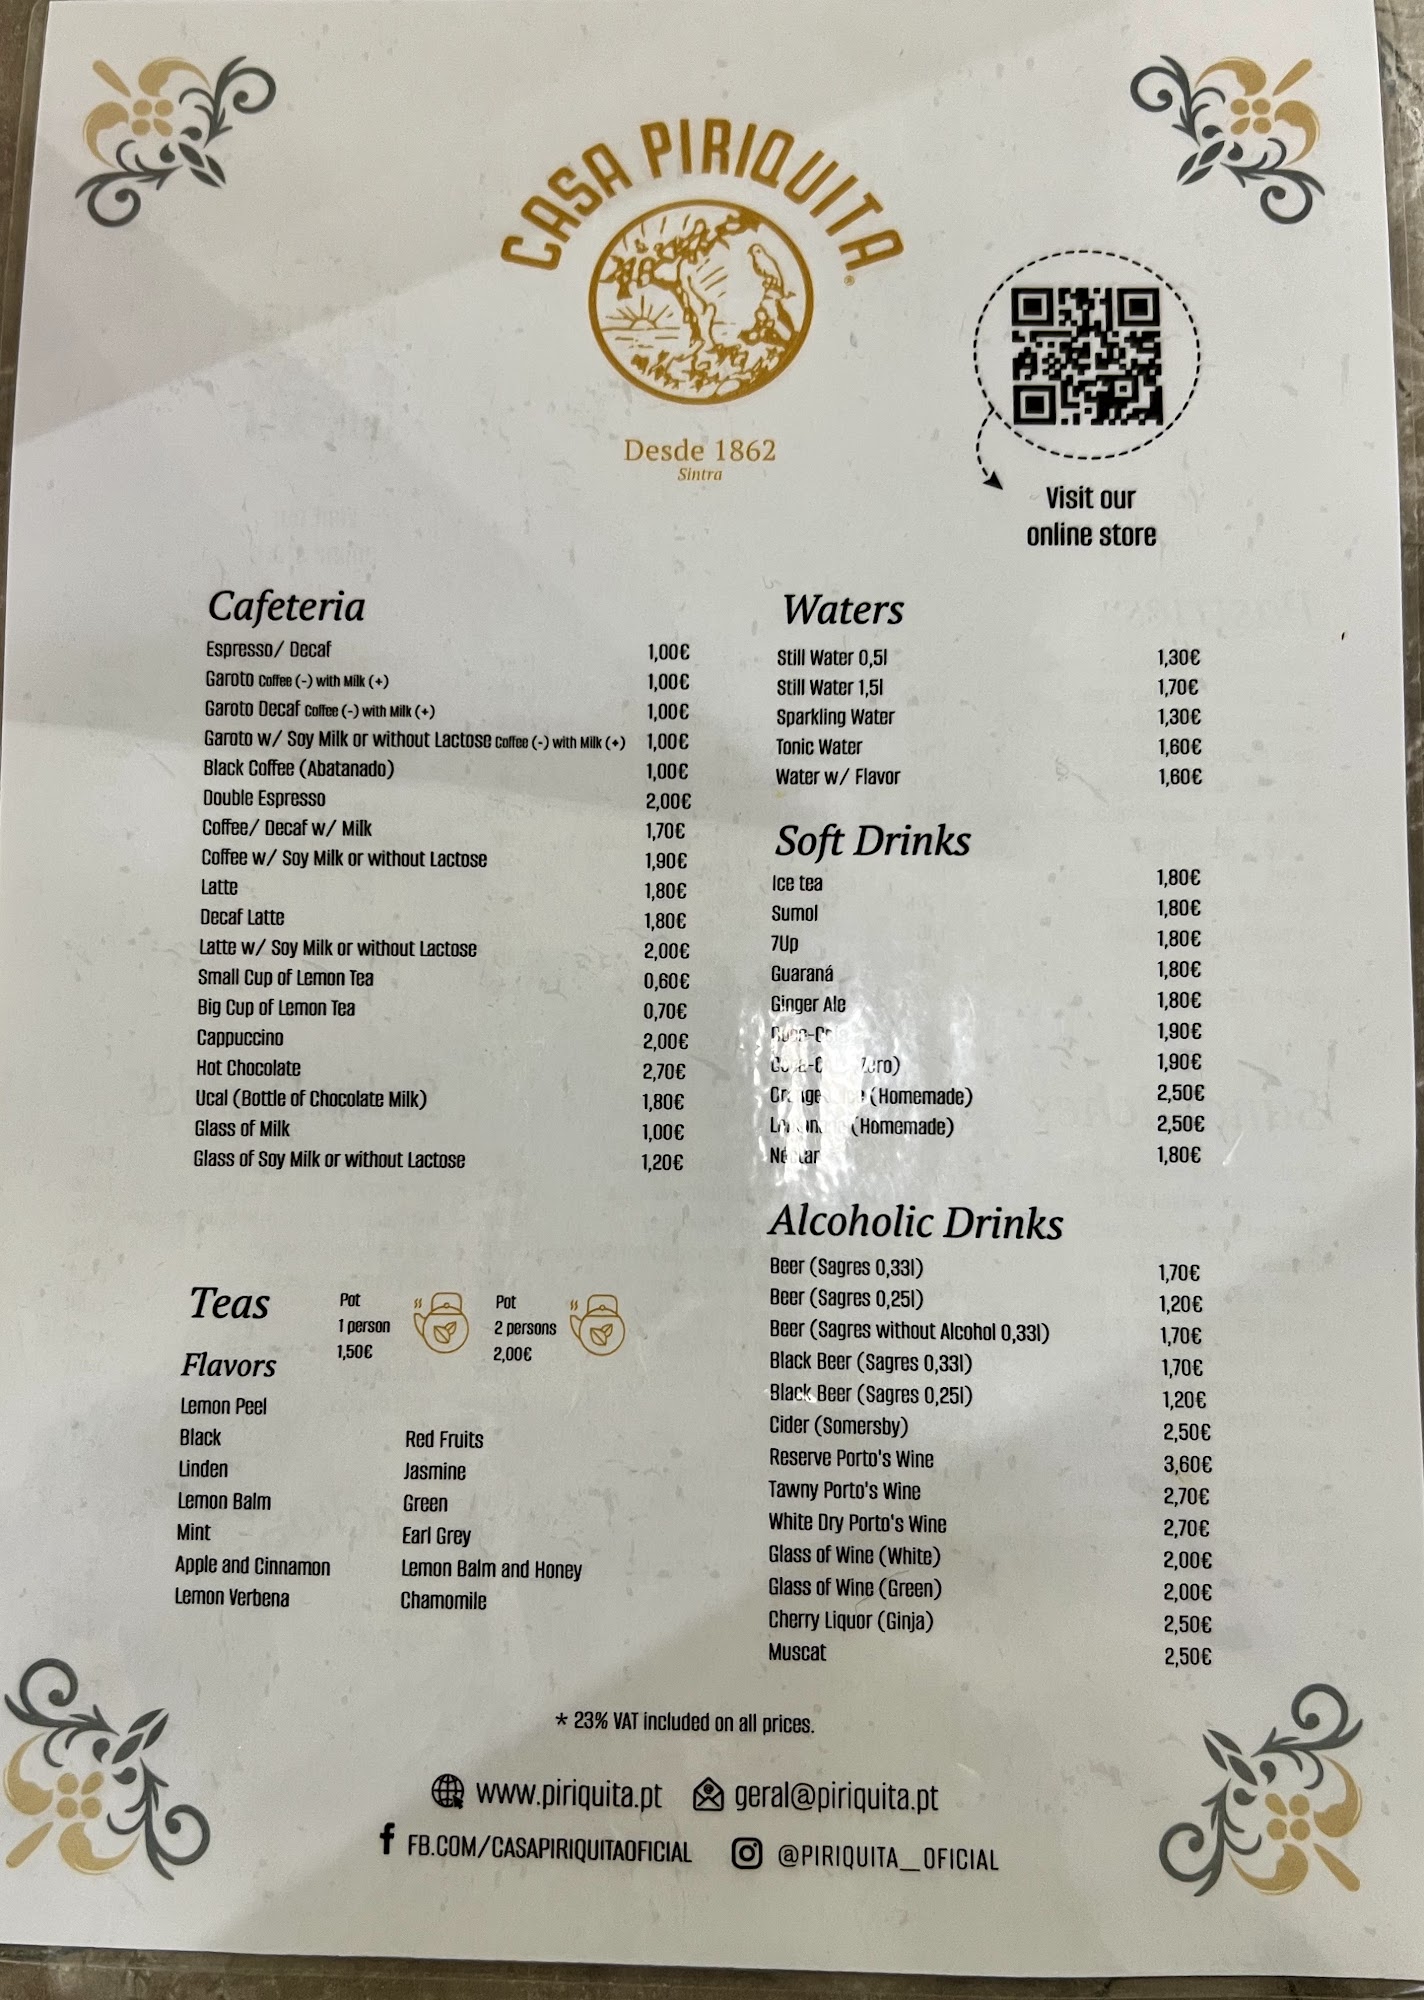 CASA PIRIQUITA
Desde 1862
Sintra
Visit our
online store
Cafeteria
Espresso/ Decaf 1,00€
Garoto Coffee (-) with Milk (+) 1,00€
Garoto Decaf Coffee (-) with Milk (+) 1,00€
Garoto w/ Soy Milk or without Lactose Coffee (-) with Milk (+) 1,00€
Black Coffee (Abatanado) 1,00€
Double Espresso 2,00€
Coffee/ Decaf w/ Milk 1,70€
Coffee w/ Soy Milk or without Lactose 1,90€
Latte 1,80€
Decaf Latte 1,80€
Latte w/ Soy Milk or without Lactose 2,00€
Small Cup of Lemon Tea 0,60€
Big Cup of Lemon Tea 0,70€
Cappuccino 2,00€
Hot Chocolate 2,70€
Ucal (Bottle of Chocolate Milk) 1,80€
Glass of Milk 1,00€
Glass of Soy Milk or without Lactose 1,20€
Teas
Pot
1 person
1,50€
Pot
2 persons
2,00€
Flavors
Lemon Peel
Black
Linden
Lemon Balm
Mint
Apple and Cinnamon
Lemon Verbena
Red Fruits
Jasmine
Green
Earl Grey
Lemon Balm and Honey
Chamomile
Waters
Still Water 0,5l 1,30€
Still Water 1,5l 1,70€
Sparkling Water 1,30€
Tonic Water 1,60€
Water w/ Flavor 1,60€
Soft Drinks
Ice tea 1,80€
Sumol 1,80€
7Up 1,80€
Guaraná 1,80€
Ginger Ale 1,80€
Coca-Cola 1,90€
Coca-Cola Zero) 1,90€
(Homemade) 2,50€
(Homemade) 2,50€
Néctar 1,80€
Alcoholic Drinks
Beer (Sagres 0,33l) 1,70€
Beer (Sagres 0,25l) 1,20€
Beer (Sagres without Alcohol 0,33l) 1,70€
Black Beer (Sagres 0,33l) 1,70€
Black Beer (Sagres 0,25l) 1,20€
Cider (Somersby) 2,50€
Reserve Porto's Wine 3,60€
Tawny Porto's Wine 2,70€
White Dry Porto's Wine 2,70€
Glass of Wine (White) 2,00€
Glass of Wine (Green) 2,00€
Cherry Liquor (Ginja) 2,50€
Muscat 2,50€
* 23% VAT included on all prices.
www.piriquita.pt geral@piriquita.pt
FB.COM/CASAPIRIQUITAOFICIAL @PIRIQUITA_OFICIAL